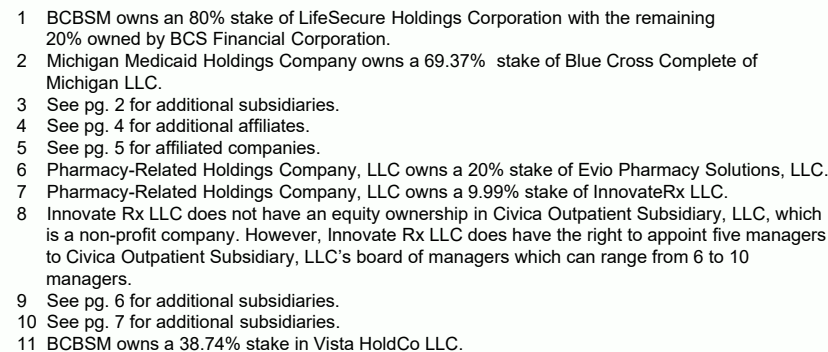 1 BCBSM owns an 80% stake of LifeSecure Holdings Corporation with the remaining
20% owned by BCS Financial Corporation.
2 Michigan Medicaid Holdings Company owns a 69.37% stake of Blue Cross Complete of
Michigan LLC.
3 See pg. 2 for additional subsidiaries.
4 See pg. 4 for additional affiliates.
5 See pg. 5 for affiliated companies.
6 Pharmacy-Related Holdings Company, LLC owns a 20% stake of Evio Pharmacy Solutions, LLC.
7 Pharmacy-Related Holdings Company, LLC owns a 9.99% stake of InnovateRx LLC.
8 Innovate Rx LLC does not have an equity ownership in Civica Outpatient Subsidiary, LLC, which
is a non-profit company. However, Innovate Rx LLC does have the right to appoint five managers
to Civica Outpatient Subsidiary, LLC’s board of managers which can range from 6 to 10
managers.
9 See pg. 6 for additional subsidiaries.
10 See pg. 7 for additional subsidiaries.
11 BCBSM owns a 38.74% stake in Vista HoldCo LLC.